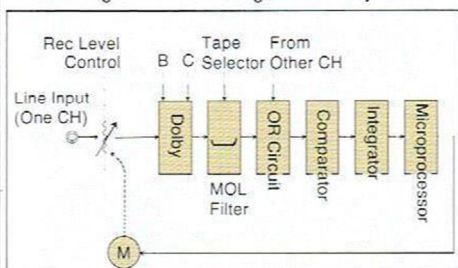 Rec Level
Control
Tape
Selector
From
Other CH
B
C
Line Input
(One CH)
Dolby
MOL
Filter
OR Circuit
Comparator
Integrator
Microprocessor
M